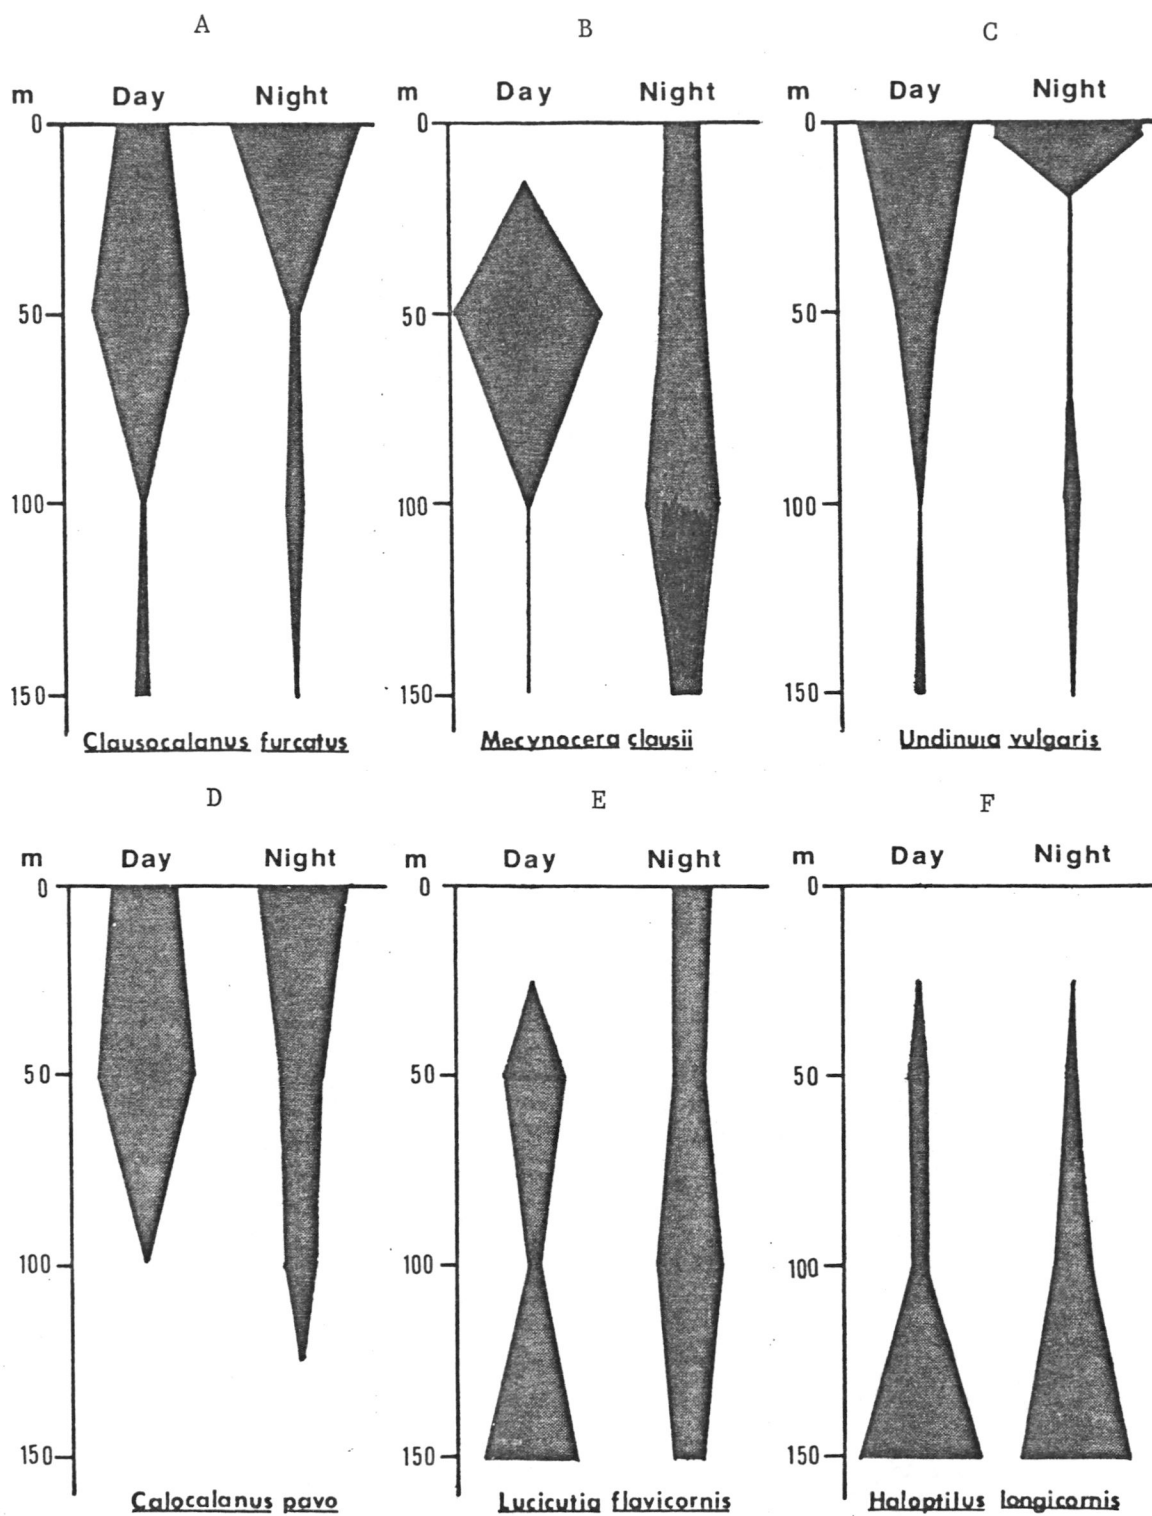 A B C
m Day Night m Day Night m Day Night
0 0 0
50 50 50
100 100 100
150 150 150
Clausocalanus furcatus Mecynocera clausii Undinuia vulgaris
D E F
m Day Night m Day Night m Day Night
0 0 0
50 50 50
100 100 100
150 150 150
Calocalanus pavo Lucicutia flavicornis Haloptilus longicornis